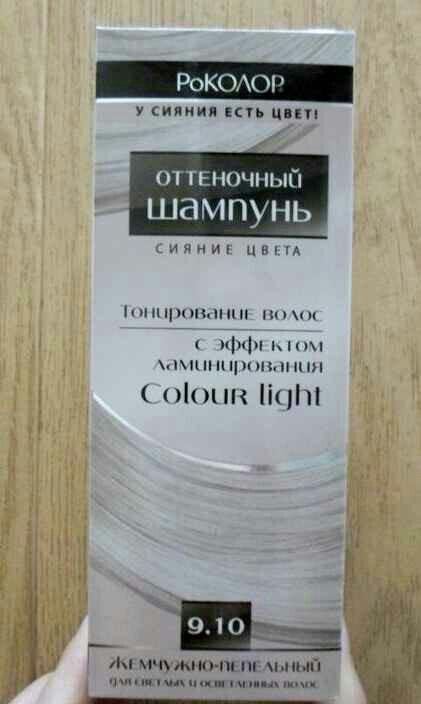 РоКОЛОР
У СИЯНИЯ ЕСТЬ ЦВЕТ!
ОТТЕНОЧНЫЙ
ШАМПУНЬ
СИЯНИЕ ЦВЕТА
Тонирование волос
с эффектом
ламинирования
Colour light
9.10
Жемчужно-пепельный
для светлых и осветленных волос